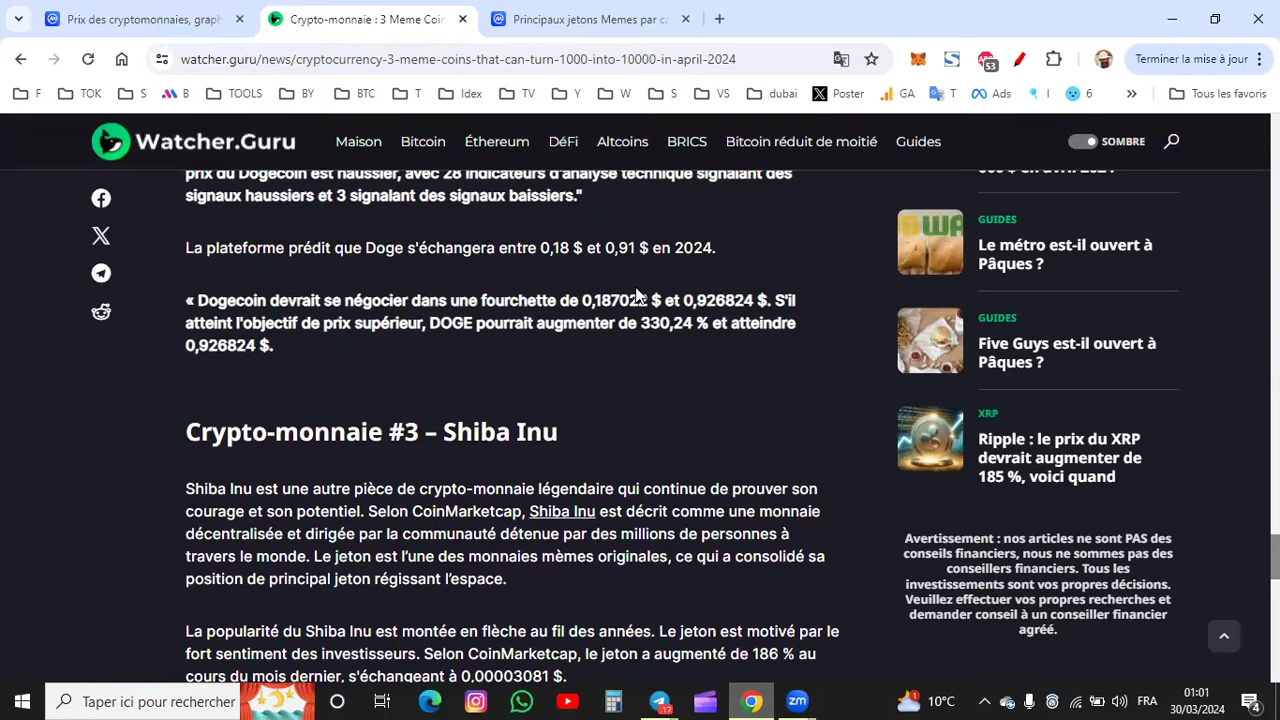 Prix des cryptomonnaies, graph
Crypto-monnaie : 3 Meme Coin
Principaux jetons Memes par ca
watcher.guru/news/cryptocurrency-3-meme-coins-that-can-turn-1000-into-10000-in-april-2024
53
Terminer la mise à jour
F
TOK
S
B
TOOLS
BY
BTC
T
Idex
TV
Y
W
S
VS
dubai
Poster
GA
T
Ads
I
6
Tous les favoris
Watcher.Guru
Maison
Bitcoin
Éthereum
DéFi
Altcoins
BRICS
Bitcoin réduit de moitié
Guides
SOMBRE
prix du Dogecoin est haussier, avec 28 indicateurs d'analyse technique signalant des
signaux haussiers et 3 signalant des signaux baissiers."
La plateforme prédit que Doge s'échangera entre 0,18 $ et 0,91 $ en 2024.
« Dogecoin devrait se négocier dans une fourchette de $ et 0,926824 $. S'il
atteint l'objectif de prix supérieur, DOGE pourrait augmenter de 330,24 % et atteindre
0,926824 $.
Crypto-monnaie #3 – Shiba Inu
Shiba Inu est une autre pièce de crypto-monnaie légendaire qui continue de prouver son
courage et son potentiel. Selon CoinMarketcap, Shiba Inu est décrit comme une monnaie
décentralisée et dirigée par la communauté détenue par des millions de personnes à
travers le monde. Le jeton est l'une des monnaies mèmes originales, ce qui a consolidé sa
position de principal jeton régissant l'espace.
La popularité du Shiba Inu est montée en flèche au fil des années. Le jeton est motivé par le
fort sentiment des investisseurs. Selon CoinMarketcap, le jeton a augmenté de 186 % au
cours du mois dernier, s'échangeant à 0,00003081 $.
GUIDES
Le métro est-il ouvert à
Pâques ?
GUIDES
Five Guys est-il ouvert à
Pâques ?
XRP
Ripple : le prix du XRP
devrait augmenter de
185 %, voici quand
Avertissement : nos articles ne sont PAS des
conseils financiers, nous ne sommes pas des
conseillers financiers. Tous les
investissements sont vos propres décisions.
Veuillez effectuer vos propres recherches et
demander conseil à un conseiller financier
agréé.
Taper ici pour rechercher
17
zm
10°C
FRA
01:01
30/03/2024
4